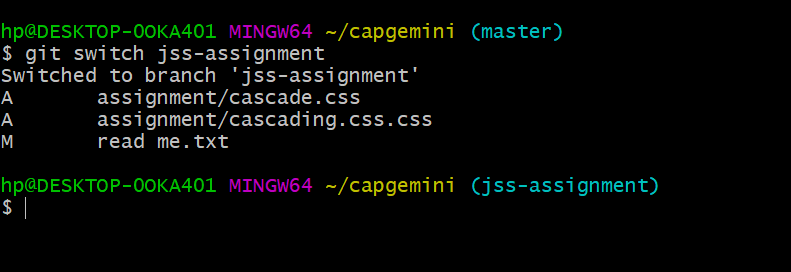 hp@DESKTOP-OOKA401 MINGW64 ~/capgemini (master)
$ git switch jss-assignment
Switched to branch 'jss-assignment'
A       assignment/cascade.css
A       assignment/cascading.css.css
M       read me.txt
hp@DESKTOP-OOKA401 MINGW64 ~/capgemini (jss-assignment)
$